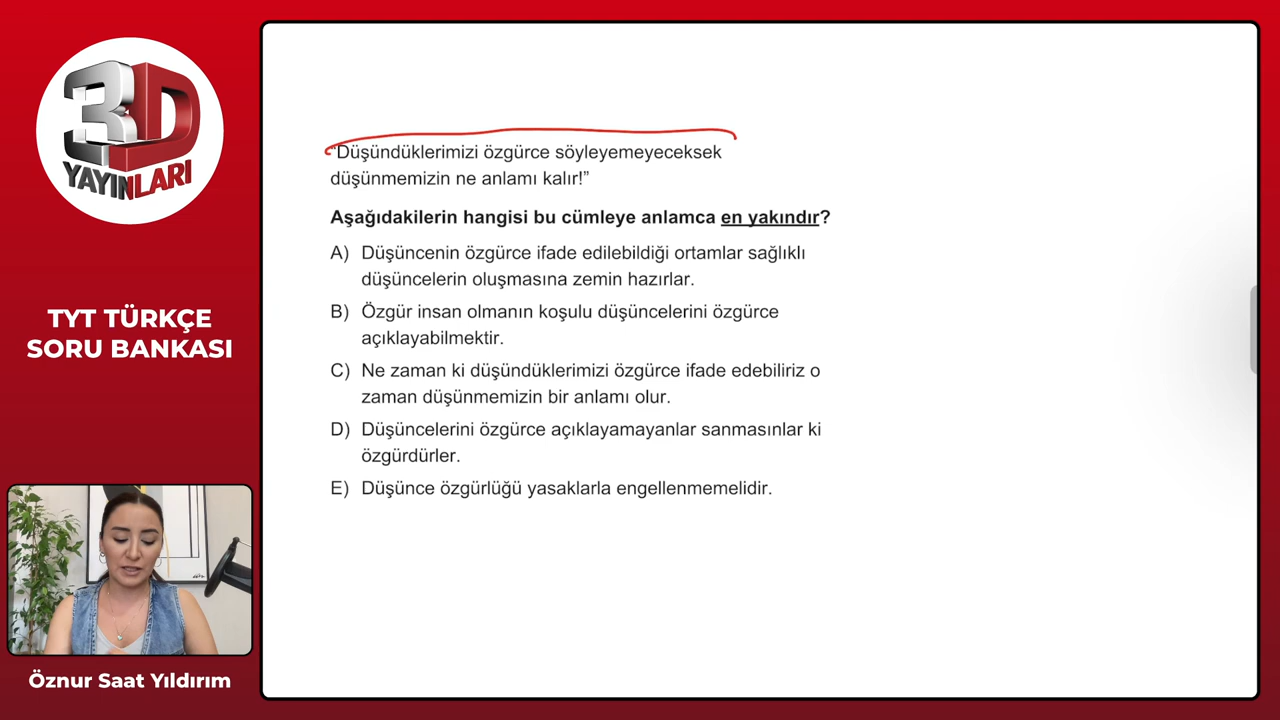 3D
YAYINLARI
TYT TÜRKÇE
SORU BANKASI
Öznur Saat Yıldırım
“Düşündüklerimizi özgürce söyleyemeyeceksek
düşünmemizin ne anlamı kalır!”
Aşağıdakilerin hangisi bu cümleye anlamca en yakındır?
A) Düşüncenin özgürce ifade edilebildiği ortamlar sağlıklı
düşüncelerin oluşmasına zemin hazırlar.
B) Özgür insan olmanın koşulu düşüncelerini özgürce
açıklayabilmektir.
C) Ne zaman ki düşündüklerimizi özgürce ifade edebiliriz o
zaman düşünmemizin bir anlamı olur.
D) Düşüncelerini özgürce açıklayamayanlar sanmasınlar ki
özgürdürler.
E) Düşünce özgürlüğü yasaklarla engellenmemelidir.